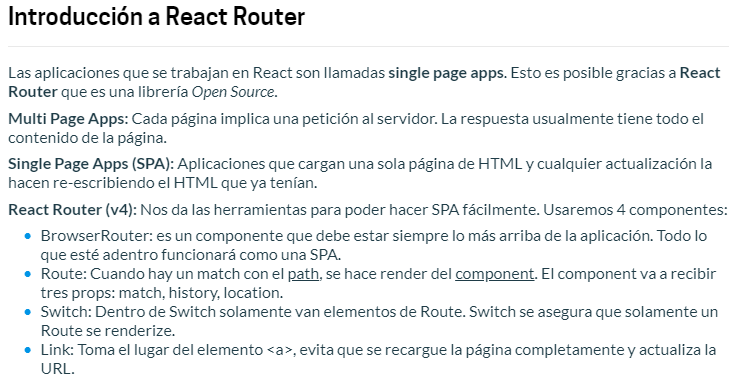 Introducción a React Router
Las aplicaciones que se trabajan en React son llamadas single page apps. Esto es posible gracias a React
Router que es una librería Open Source.
Multi Page Apps: Cada página implica una petición al servidor. La respuesta usualmente tiene todo el
contenido de la página.
Single Page Apps (SPA): Aplicaciones que cargan una sola página de HTML y cualquier actualización la
hacen re-escribiendo el HTML que ya tenían.
React Router (v4): Nos da las herramientas para poder hacer SPA fácilmente. Usaremos 4 componentes:
• BrowserRouter: es un componente que debe estar siempre lo más arriba de la aplicación. Todo lo
que esté adentro funcionará como una SPA.
• Route: Cuando hay un match con el path, se hace render del component. El component va a recibir
tres props: match, history, location.
• Switch: Dentro de Switch solamente van elementos de Route. Switch se asegura que solamente un
Route se renderize.
• Link: Toma el lugar del elemento <a>, evita que se recargue la página completamente y actualiza la
URL.